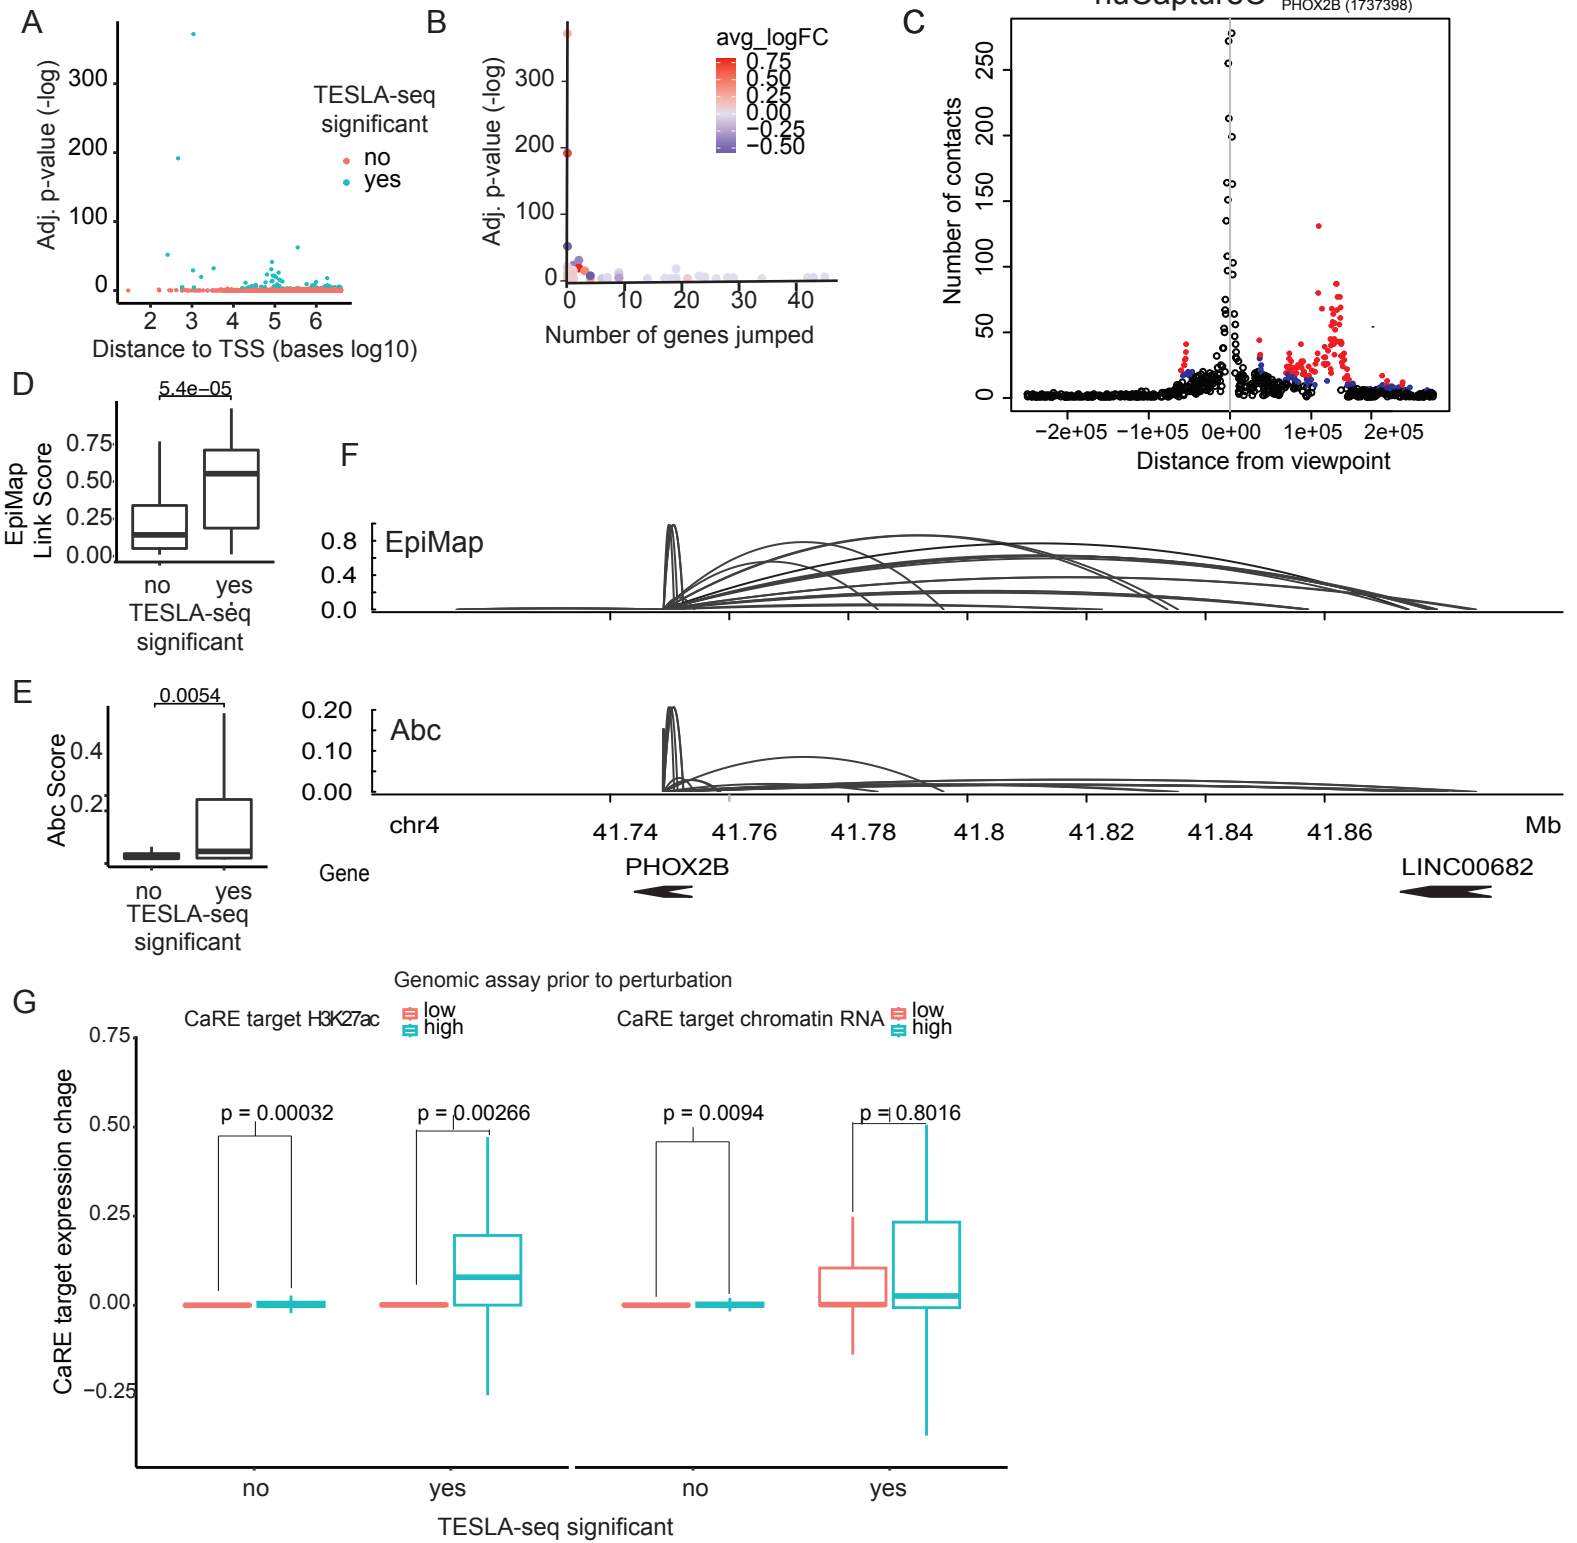 A
Adj. p-value (-log)
300
200
100
0
2 3 4 5 6
Distance to TSS (bases log10)
TESLA-seq
significant
no
yes
B
Adj. p-value (-log)
300
200
100
0
0 10 20 30 40
Number of genes jumped
avg_logFC
0.75
0.50
0.25
0.00
−0.25
−0.50
C
PHOX2B (1737398)
Number of contacts
250
200
150
100
50
0
−2e+05 −1e+05 0e+00 1e+05 2e+05
Distance from viewpoint
D
5.4e−05
EpiMap
Link Score
0.75
0.50
0.25
0.00
no yes
TESLA-seq
significant
E
0.0054
Abc Score
0.4
0.2
no yes
TESLA-seq
significant
F
EpiMap
0.8
0.4
0.0
Abc
0.20
0.10
0.00
chr4 41.74 41.76 41.78 41.8 41.82 41.84 41.86 Mb
Gene
PHOX2B
LINC00682
G
Genomic assay prior to perturbation
CaRE target H3K27ac
low
high
CaRE target chromatin RNA
low
high
CaRE target expression chage
0.75
0.50
0.25
0.00
−0.25
p = 0.00032
p = 0.00266
p = 0.0094
p = 0.8016
no yes no yes
TESLA-seq significant